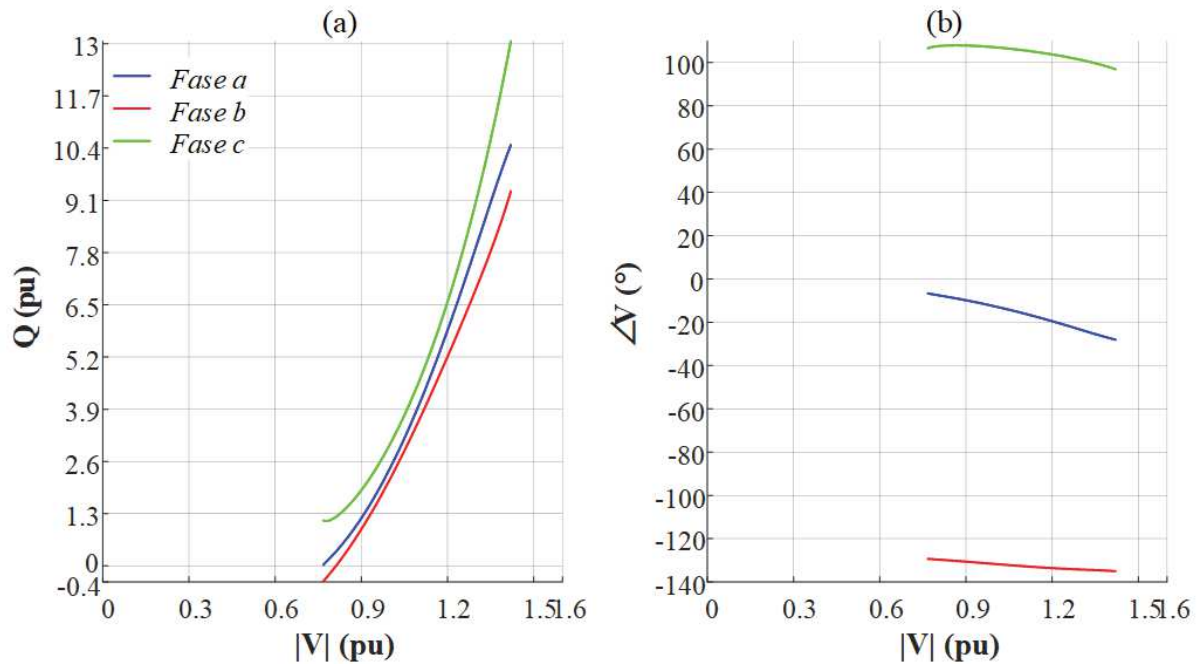 (a)
13
11.7
10.4
9.1
7.8
6.5
5.2
3.9
2.6
1.3
0
-0.4
Q (pu)
Fase a
Fase b
Fase c
0 0.3 0.6 0.9 1.2 1.5 1.6
|V| (pu)
(b)
100
80
60
40
20
0
-20
-40
-60
-80
-100
-120
-140
∠V (°)
0 0.3 0.6 0.9 1.2 1.5 1.6
|V| (pu)